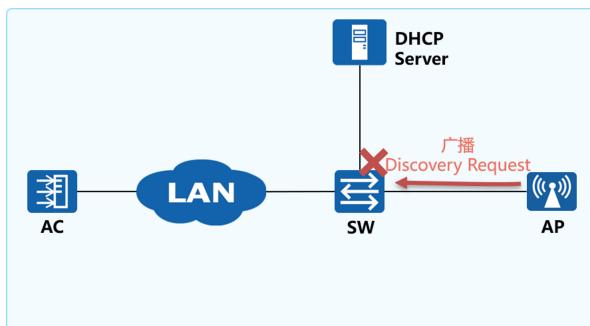 DHCP
Server
广播
Discovery Request
LAN
AC
SW
AP